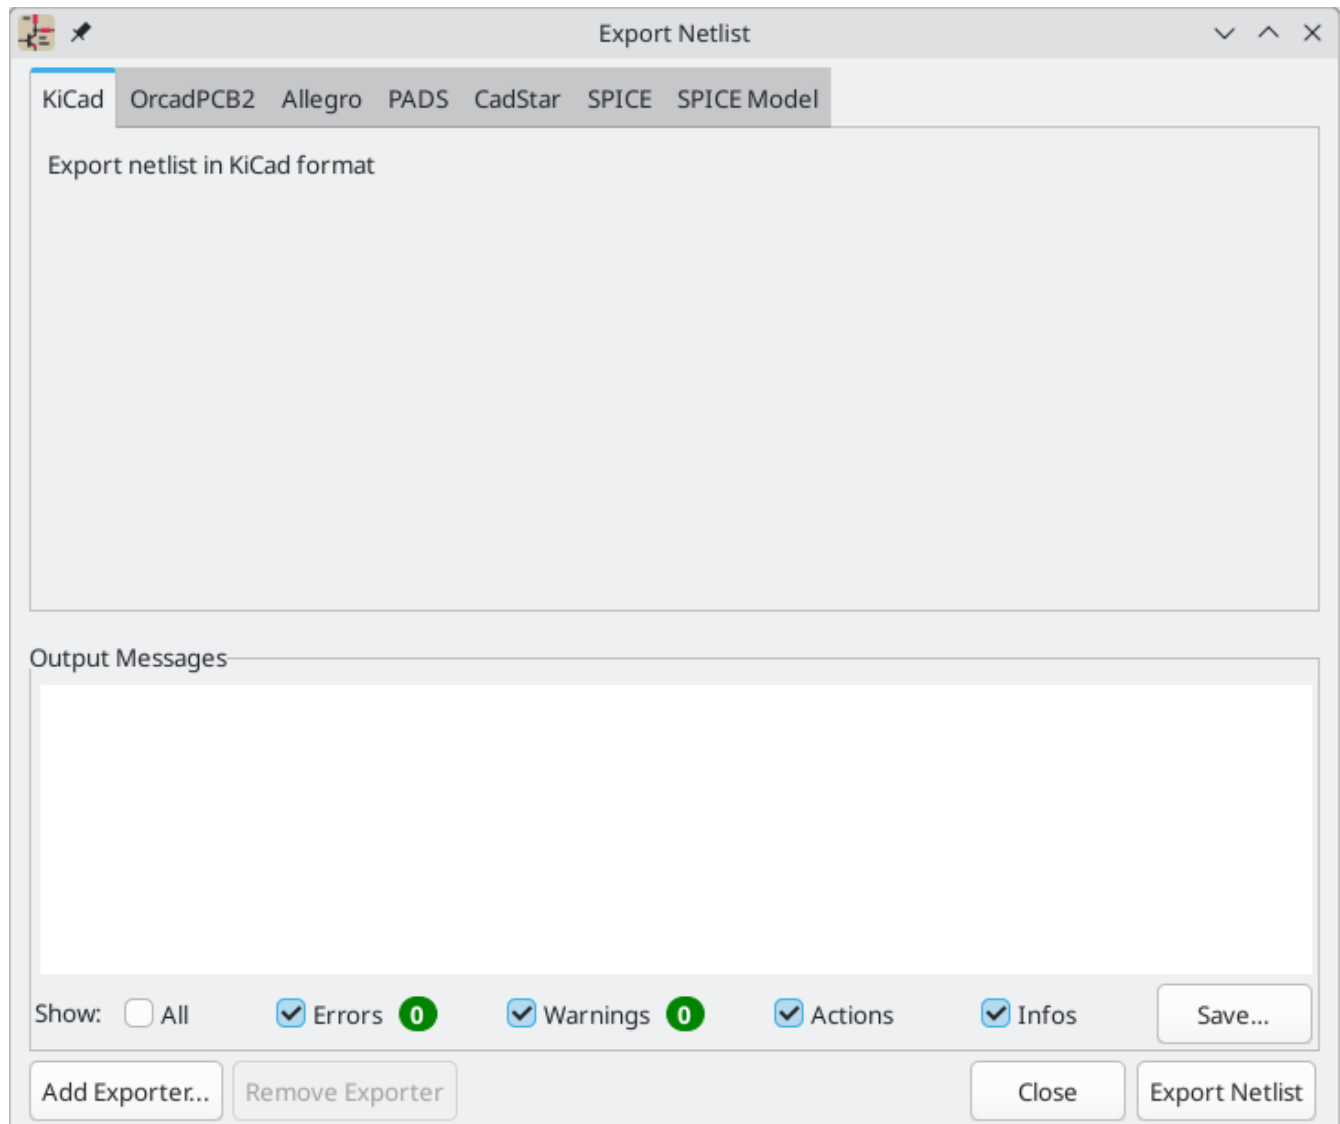 Export Netlist
KiCad OrcadPCB2 Allegro PADS CadStar SPICE SPICE Model
Export netlist in KiCad format
Output Messages
Show: All Errors 0 Warnings 0 Actions Infos Save...
Add Exporter... Remove Exporter Close Export Netlist